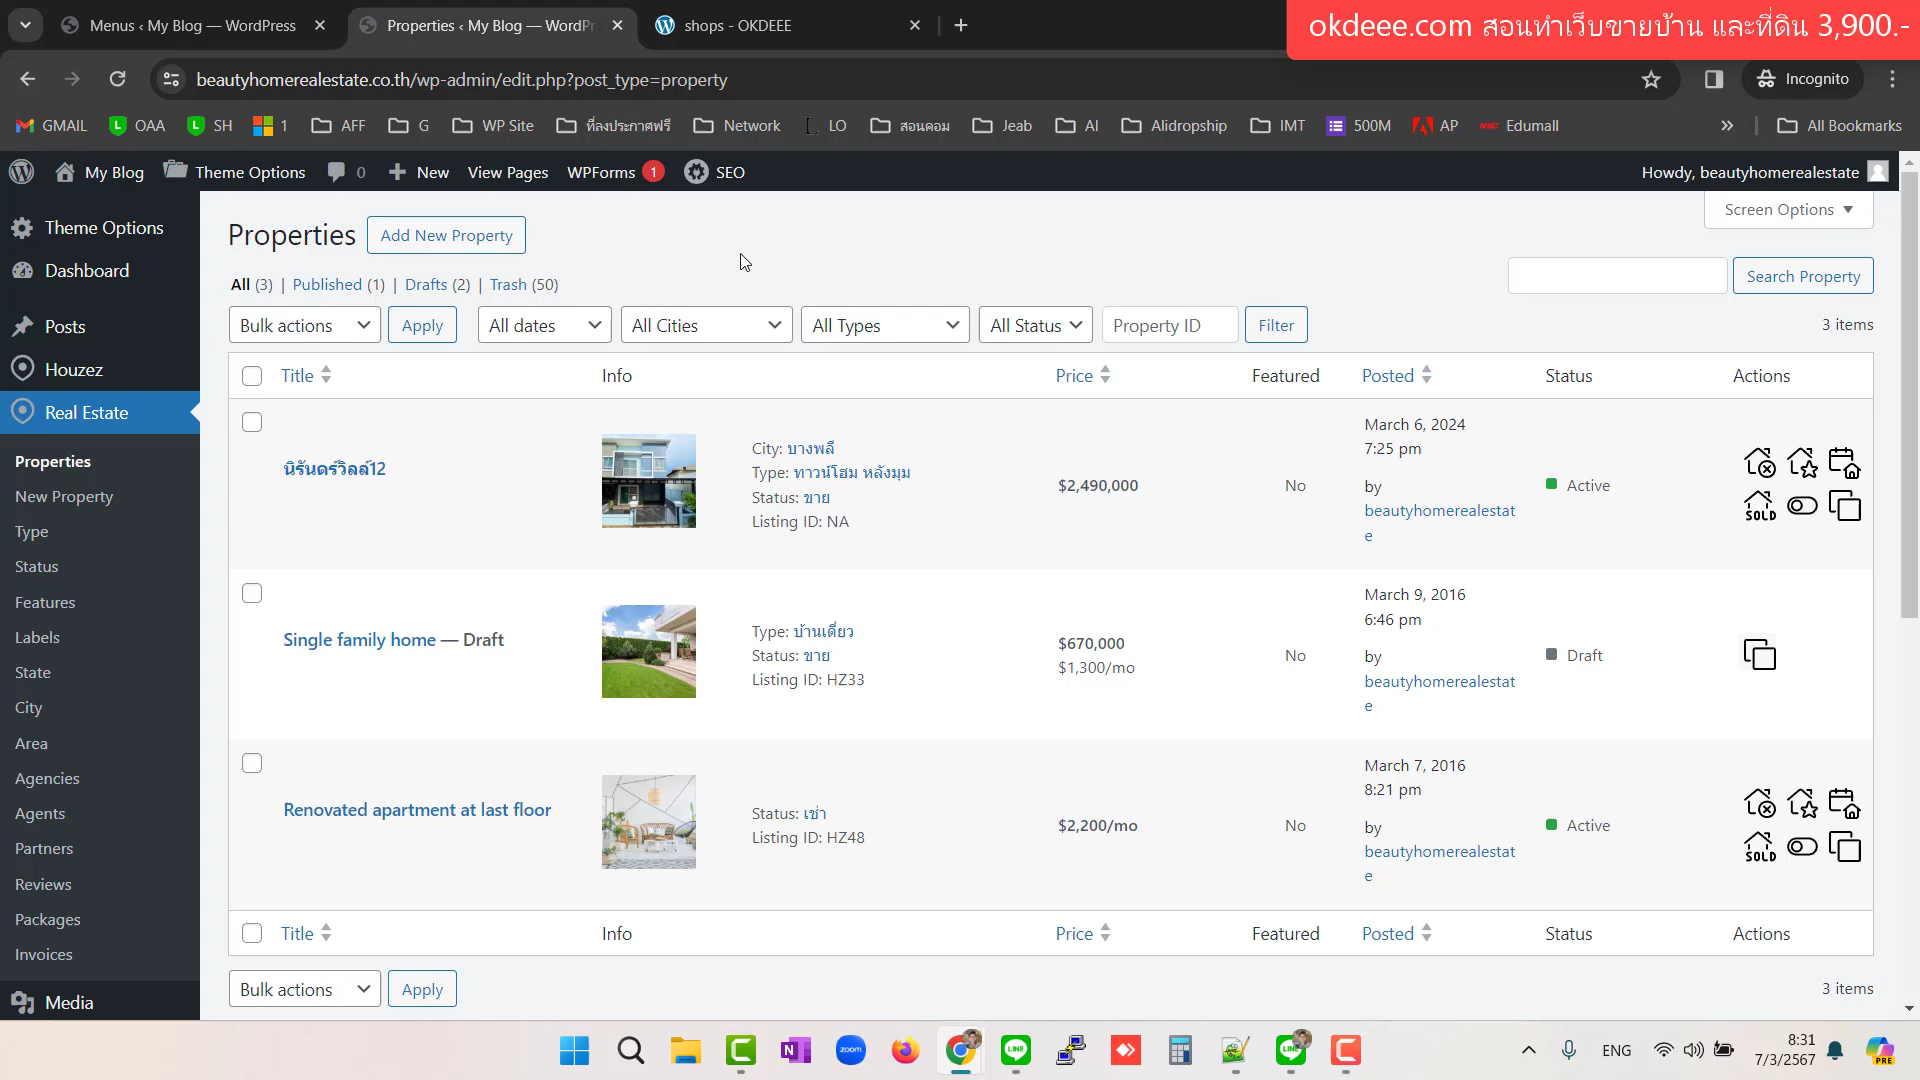 Menus ‹ My Blog — WordPress
Properties ‹ My Blog — WordPr
shops - OKDEEE
okdeee.com สอนทำเว็บขายบ้าน และที่ดิน 3,900.-
beautyhomerealestate.co.th/wp-admin/edit.php?post_type=property
Incognito
GMAIL OAA SH 1 AFF G WP Site ที่ลงประกาศฟรี Network LO สอนคอม Jeab AI Alidropship IMT 500M AP Edumall » All Bookmarks
My Blog Theme Options 0 New View Pages WPForms 1 SEO Howdy, beautyhomerealestate
Theme Options
Dashboard
Posts
Houzez
Real Estate
Properties
New Property
Type
Status
Features
Labels
State
City
Area
Agencies
Agents
Partners
Reviews
Packages
Invoices
Media
Screen Options
Properties Add New Property
All (3) | Published (1) | Drafts (2) | Trash (50)
Search Property
Bulk actions Apply All dates All Cities All Types All Status Property ID Filter 3 items
Title Info Price Featured Posted Status Actions
นิรันดร์วิลล์12
City: บางพลี
Type: ทาวน์โฮม หลังมุม
Status: ขาย
Listing ID: NA
$2,490,000
No
March 6, 2024
7:25 pm
by
beautyhomerealestat
e
Active
SOLD
Single family home — Draft
Type: บ้านเดี่ยว
Status: ขาย
Listing ID: HZ33
$670,000
$1,300/mo
No
March 9, 2016
6:46 pm
by
beautyhomerealestat
e
Draft
Renovated apartment at last floor
Status: เช่า
Listing ID: HZ48
$2,200/mo
No
March 7, 2016
8:21 pm
by
beautyhomerealestat
e
Active
SOLD
Title Info Price Featured Posted Status Actions
Bulk actions Apply 3 items
zoom
LINE
ENG
8:31
7/3/2567
PRE